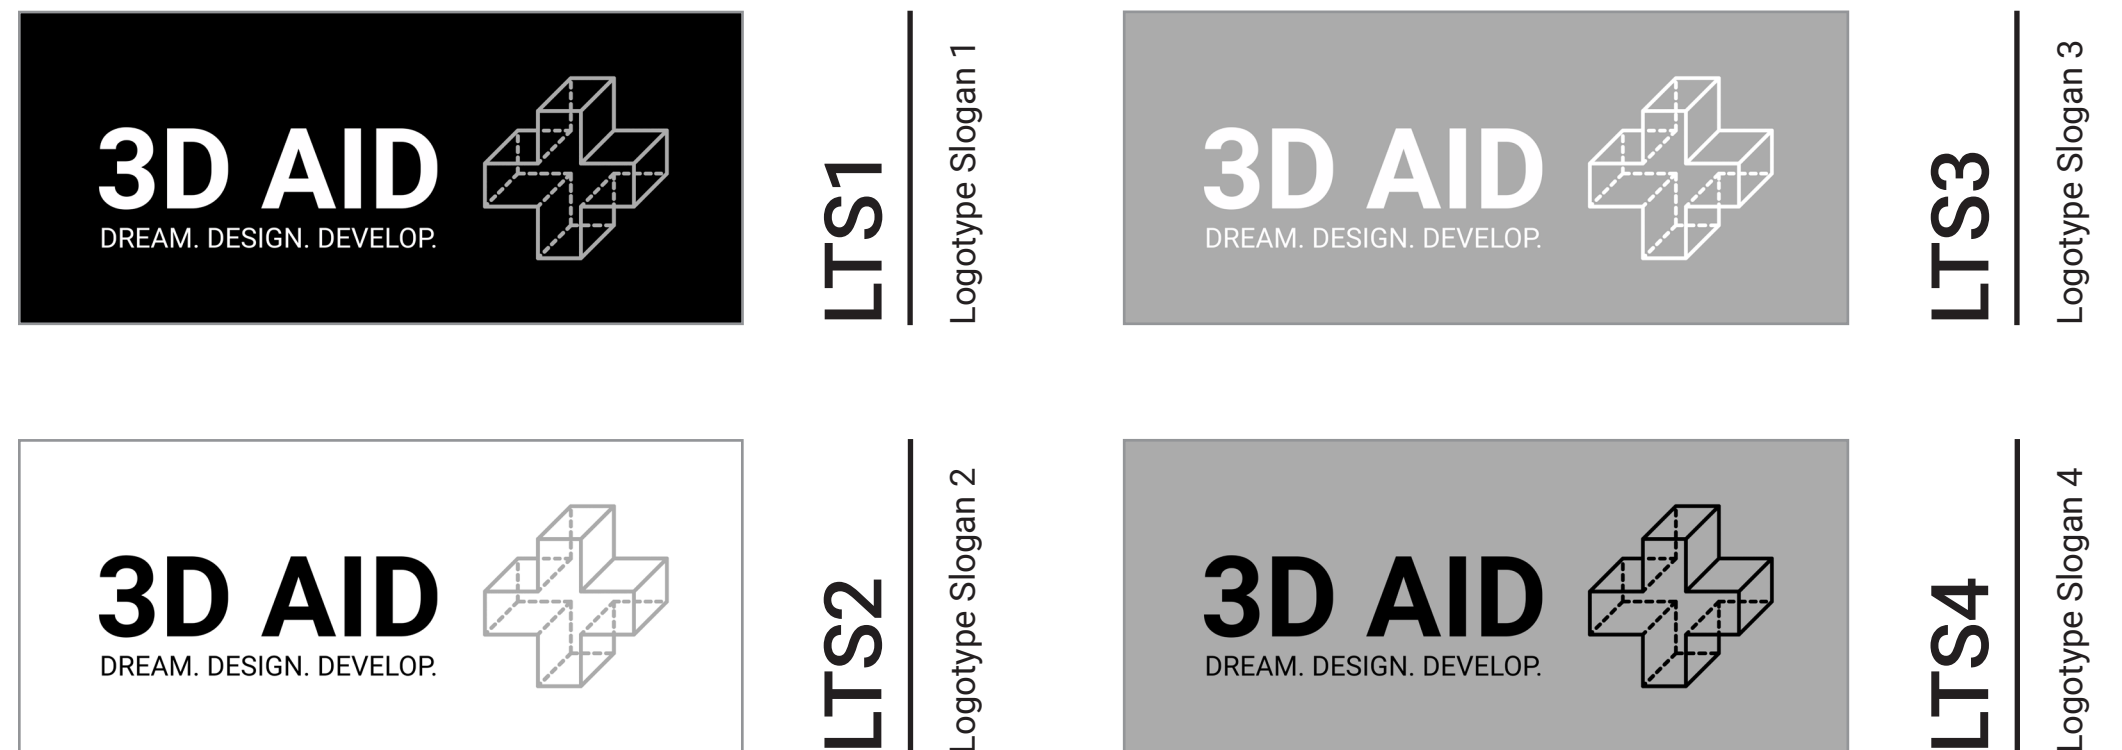 3D AID
DREAM. DESIGN. DEVELOP.
LTS1
Logotype Slogan 1
3D AID
DREAM. DESIGN. DEVELOP.
LTS3
Logotype Slogan 3
3D AID
DREAM. DESIGN. DEVELOP.
LTS2
Logotype Slogan 2
3D AID
DREAM. DESIGN. DEVELOP.
LTS4
Logotype Slogan 4